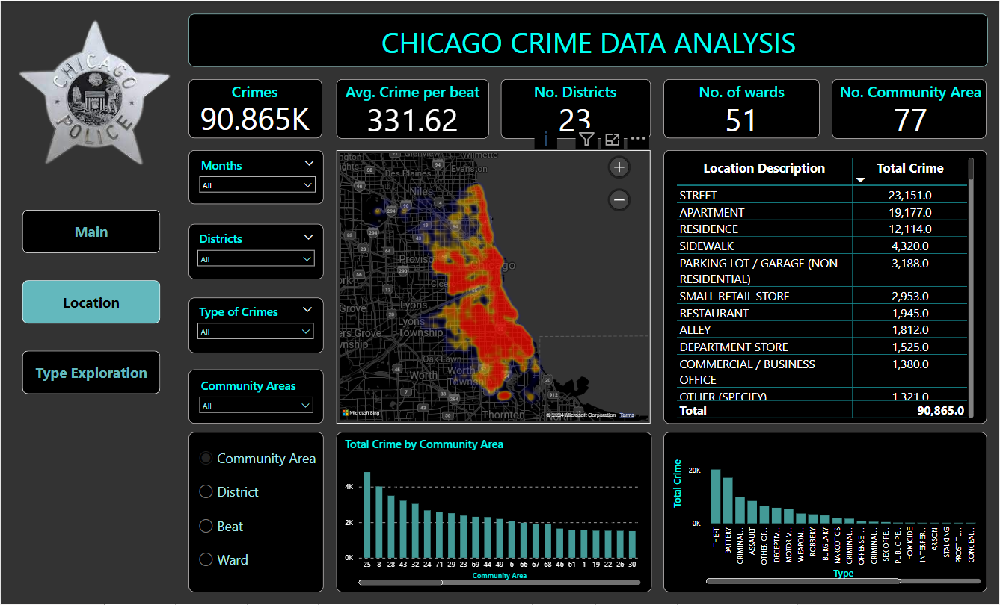 CHICAGO
POLICE
CHICAGO CRIME DATA ANALYSIS
Crimes
90.865K
Avg. Crime per beat
331.62
No. Districts
23
No. of wards
51
No. Community Area
77
Main
Location
Type Exploration
Months
All
Districts
All
Type of Crimes
All
Community Areas
All
Community Area
District
Beat
Ward
Wilmette
Des Plaines
Evanston
Niles
Proviso
Chicago
Cice
Grove
Lyons
Lyons
Township
ers Grove
wnship
Oak Lawn
Worth
Worth
Township
Thornton
North
Microsoft Bing
© 2024 Microsoft Corporation Terms
Location Description Total Crime
STREET 23,151.0
APARTMENT 19,177.0
RESIDENCE 12,114.0
SIDEWALK 4,320.0
PARKING LOT / GARAGE (NON RESIDENTIAL) 3,188.0
SMALL RETAIL STORE 2,953.0
RESTAURANT 1,945.0
ALLEY 1,812.0
DEPARTMENT STORE 1,525.0
COMMERCIAL / BUSINESS OFFICE 1,380.0
OTHER (SPECIFY) 1,321.0
Total 90,865.0
Total Crime by Community Area
4K
2K
0K
25 8 28 43 32 24 71 29 23 69 44 49 6 66 67 68 46 61 1 19 22 26 30
Community Area
Total Crime
20K
0K
THEFT
BATTERY
CRIMINAL...
ASSAULT
OTHER OF...
DECEPTIV...
MOTOR V...
WEAPON...
ROBBERY
BURGLARY
NARCOTICS
CRIMINAL...
OFFENSE I...
CRIMINAL...
SEX OFFE...
PUBLIC PE...
HOMICIDE
INTERFER...
ARSON
STALKING
PROSTITU...
CONCEAL...
Type